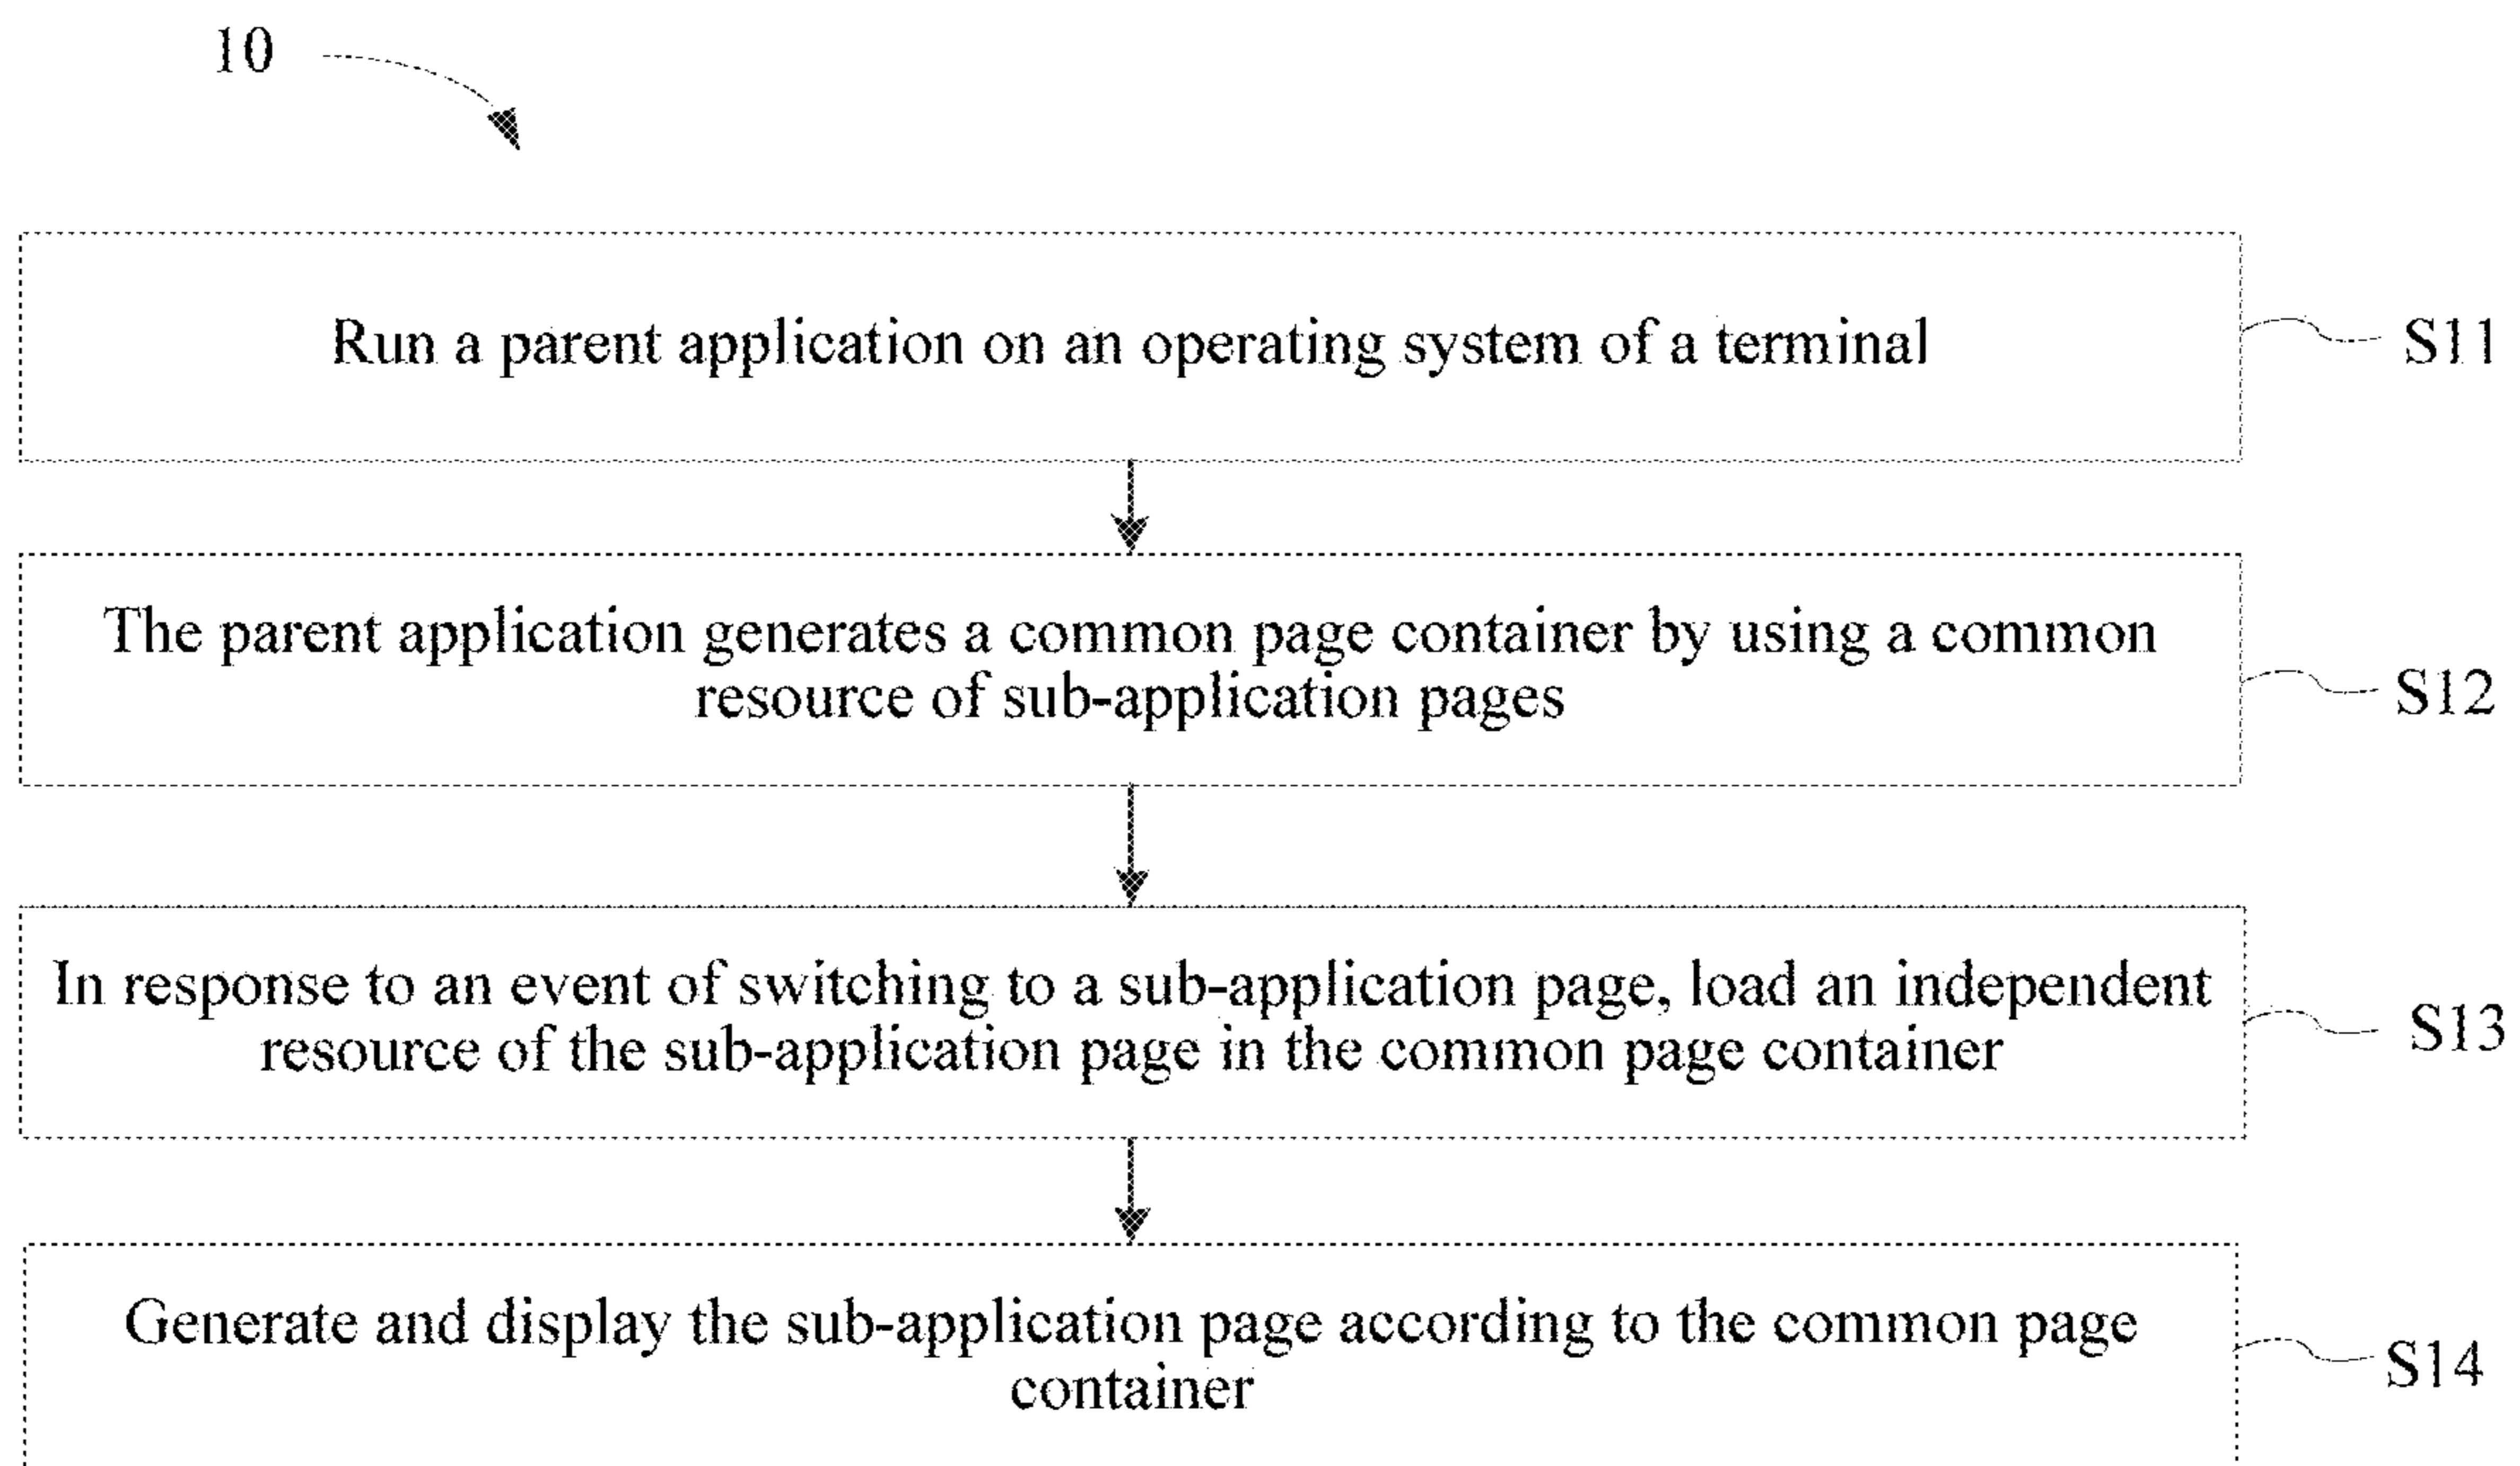 10
Run a parent application on an operating system of a terminal
S11
The parent application generates a common page container by using a common
resource of sub-application pages
S12
In response to an event of switching to a sub-application page, load an independent
resource of the sub-application page in the common page container
S13
Generate and display the sub-application page according to the common page
container
S14